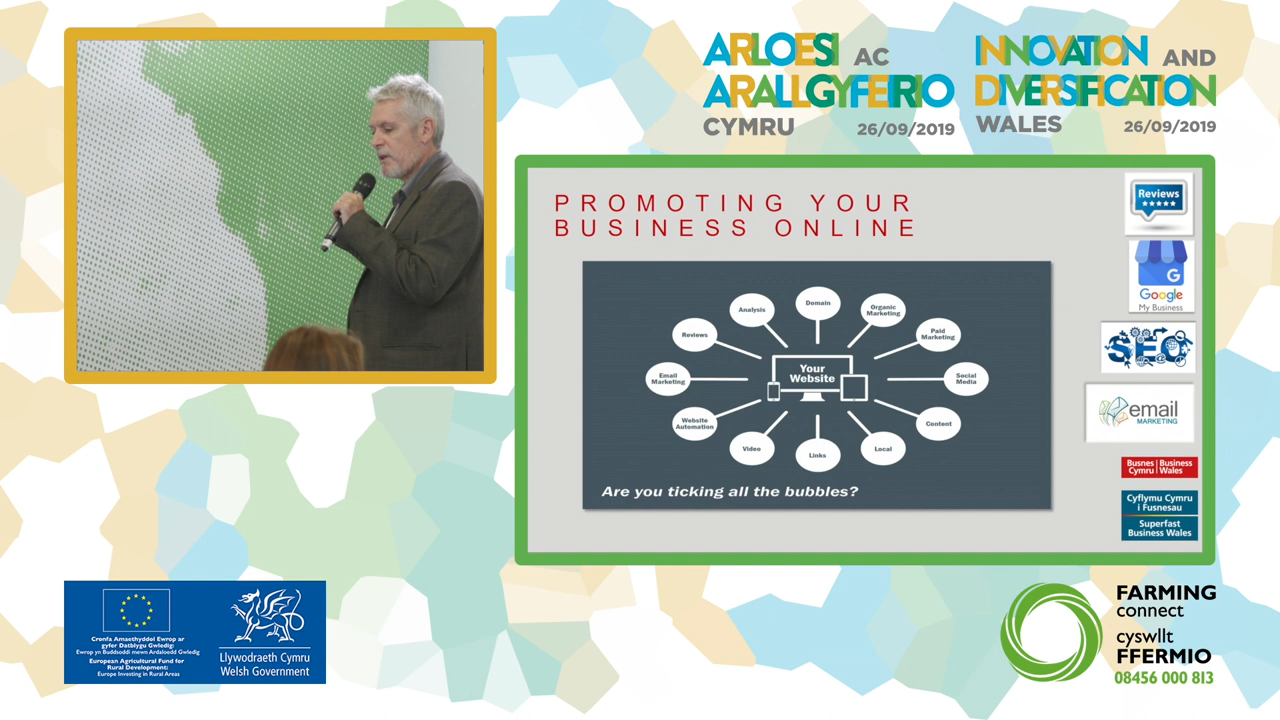 ARLOESI AC
ARALLGYFEIRIO
CYMRU 26/09/2019
INNOVATION AND
DIVERSIFICATION
WALES 26/09/2019
PROMOTING YOUR
BUSINESS ONLINE
Reviews
Google
My Business
SEO
email
MARKETING
Busnes Cymru | Business Wales
Cyflymu Cymru
i Fusnesau
Superfast
Business Wales
Domain
Organic
Marketing
Paid
Marketing
Social
Media
Content
Local
Links
Video
Website
Automation
Email
Marketing
Reviews
Analysis
Your
Website
Are you ticking all the bubbles?
Cronfa Amaethyddol Ewrop ar
gyfer Datblygu Gwledig:
Ewrop yn Buddsoddi mewn Ardaloedd Gwledig
European Agricultural Fund for
Rural Development:
Europe Investing in Rural Areas
Llywodraeth Cymru
Welsh Government
FARMING
connect
cyswllt
FFERMIO
08456 000 813